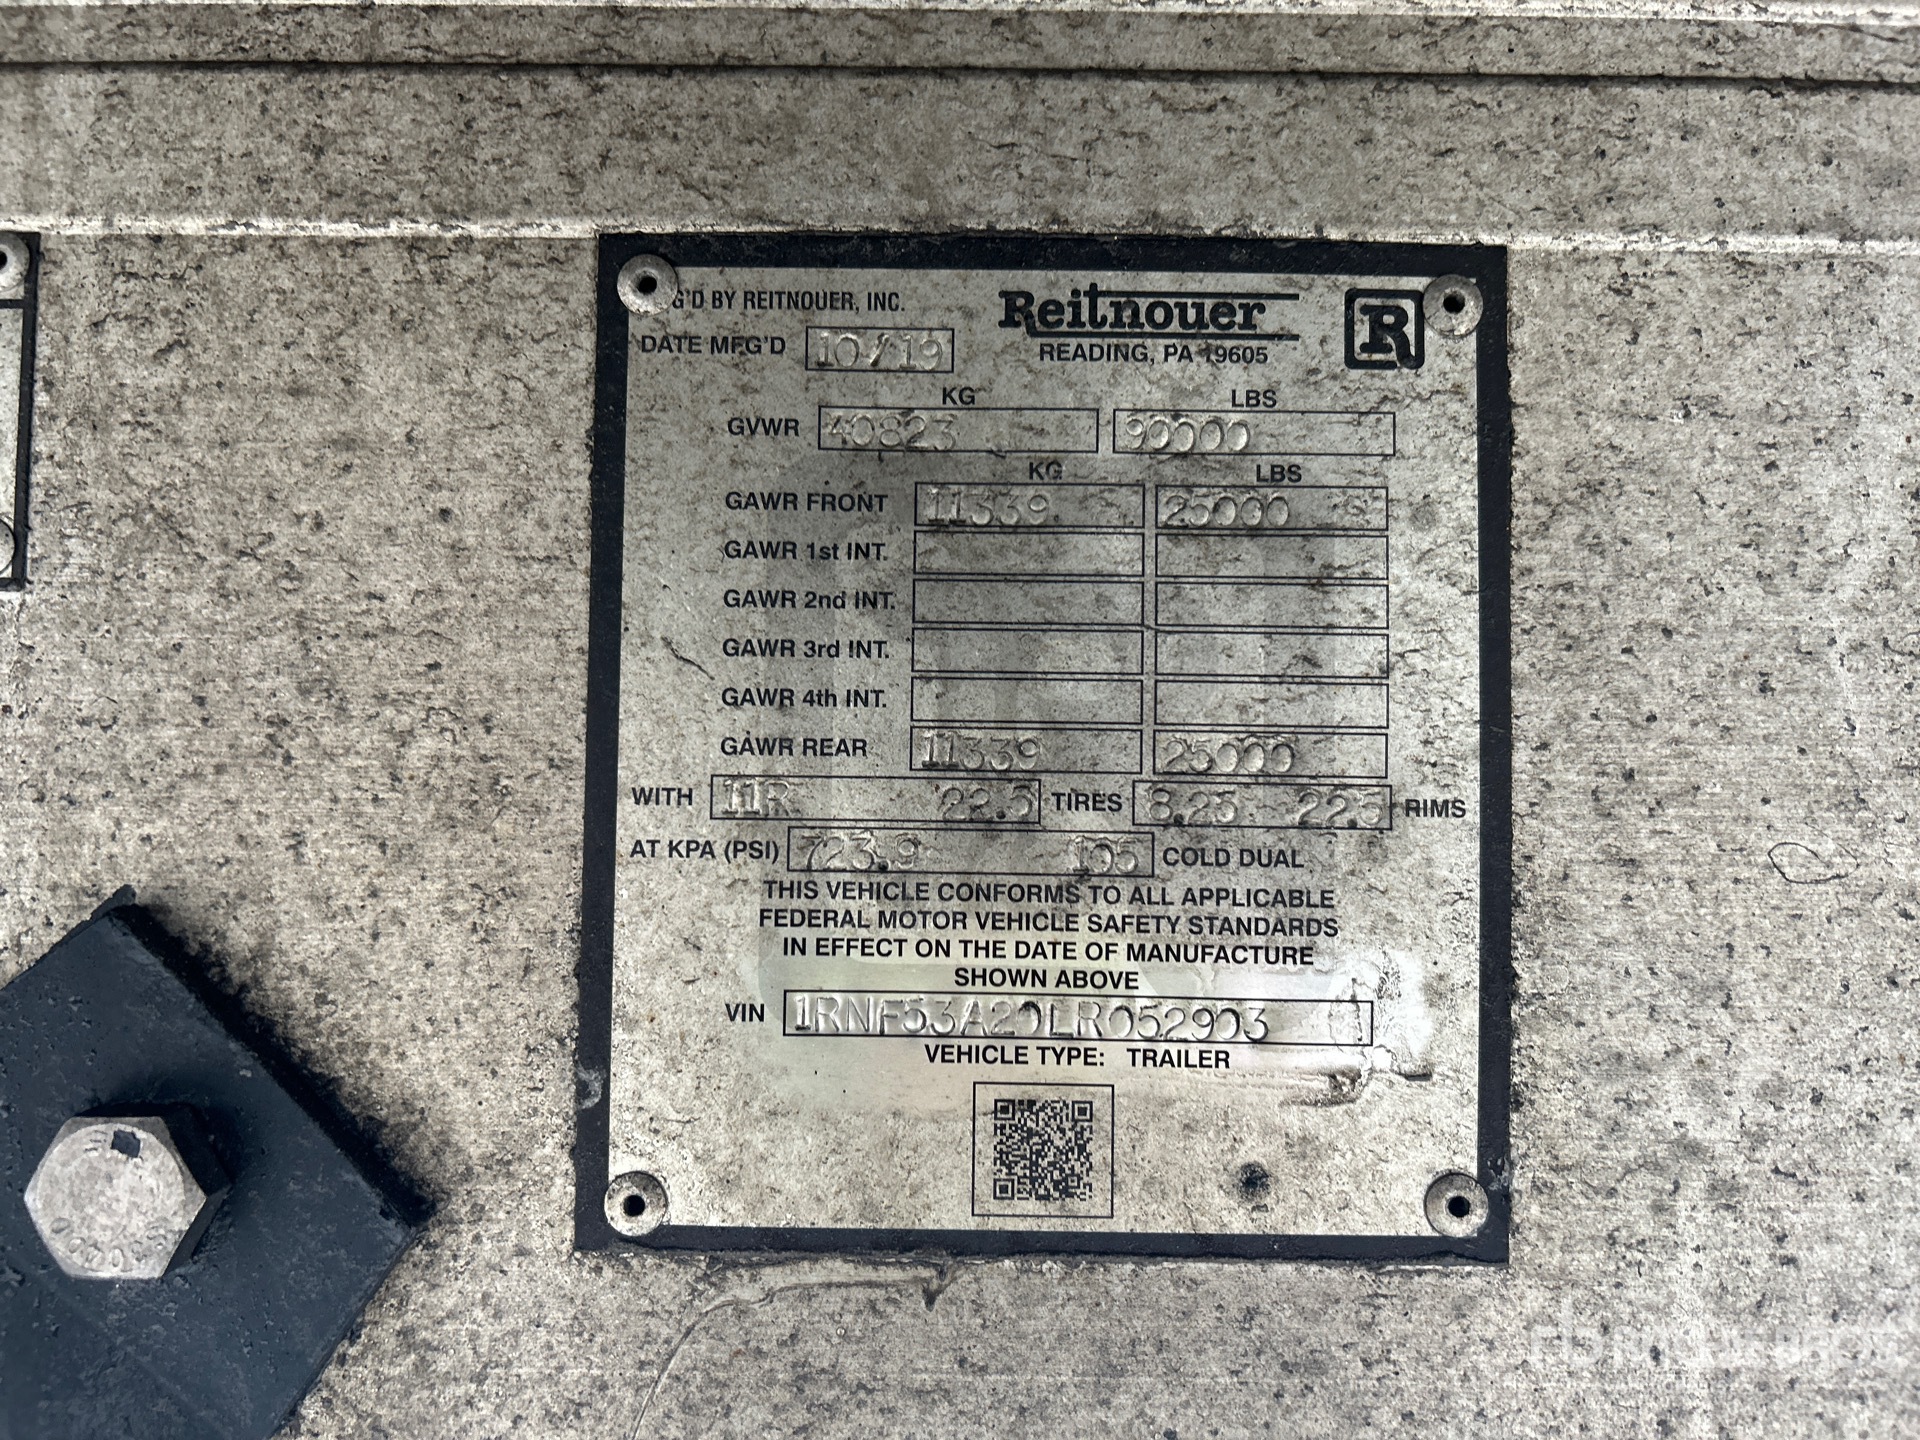 G'D BY REITNOUER, INC.
Reitnouer
R
DATE MFG'D 10/19
READING, PA 19605
KG LBS
GVWR 40823 90000
KG LBS
GAWR FRONT 11339 25000
GAWR 1st INT.
GAWR 2nd INT.
GAWR 3rd INT.
GAWR 4th INT.
GAWR REAR 11339 25000
WITH 11R 22.5 TIRES 8.25 22.5 RIMS
AT KPA (PSI) 723.9 105 COLD DUAL
THIS VEHICLE CONFORMS TO ALL APPLICABLE
FEDERAL MOTOR VEHICLE SAFETY STANDARDS
IN EFFECT ON THE DATE OF MANUFACTURE
SHOWN ABOVE
VIN 1RNF53A20LR052903
VEHICLE TYPE: TRAILER